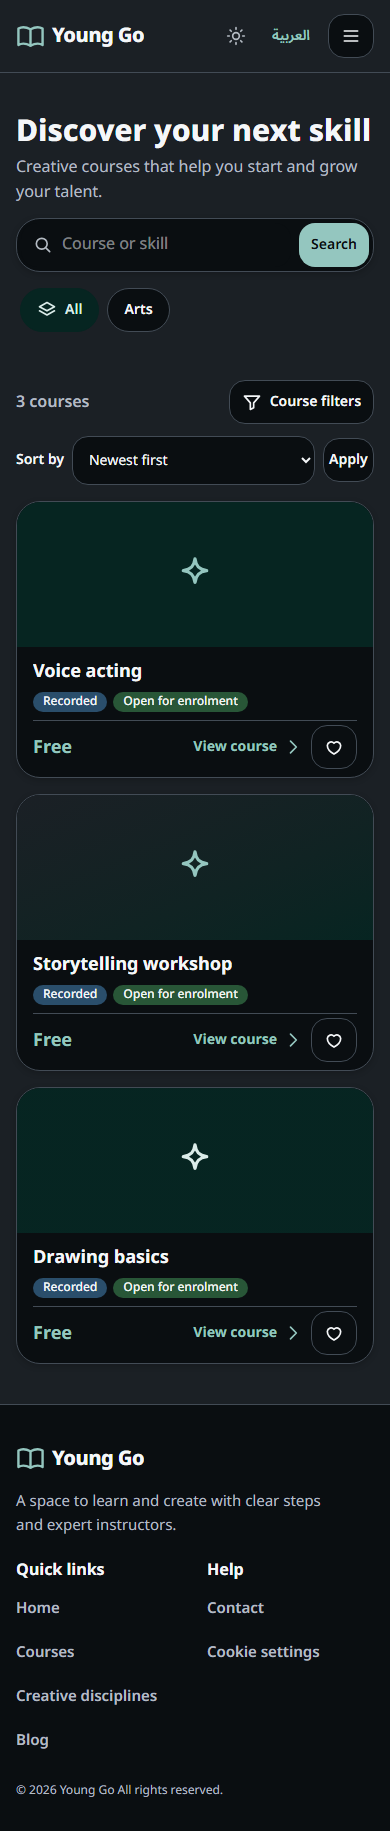 Young Go
العربية
Discover your next skill
Creative courses that help you start and grow
your talent.
Course or skill
Search
All
Arts
3 courses
Course filters
Sort by
Newest first
Apply
Voice acting
Recorded
Open for enrolment
Free
View course
Storytelling workshop
Recorded
Open for enrolment
Free
View course
Drawing basics
Recorded
Open for enrolment
Free
View course
Young Go
A space to learn and create with clear steps
and expert instructors.
Quick links
Home
Courses
Creative disciplines
Blog
Help
Contact
Cookie settings
© 2026 Young Go All rights reserved.